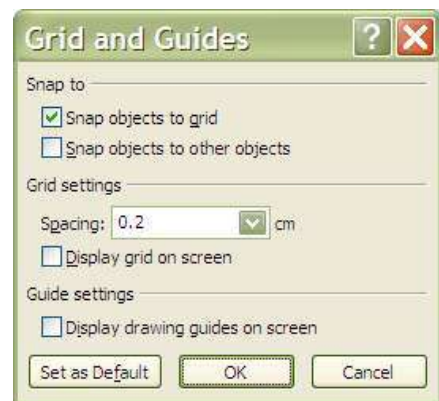 Grid and Guides
Snap to
Snap objects to grid
Snap objects to other objects
Grid settings
Spacing: 0.2 cm
Display grid on screen
Guide settings
Display drawing guides on screen
Set as Default OK Cancel